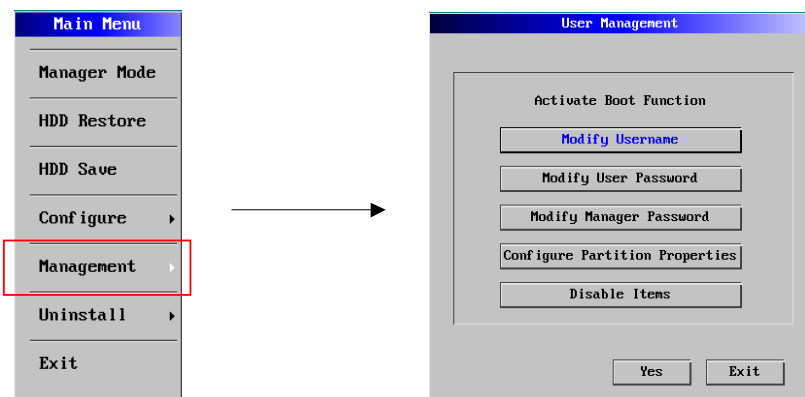 Main Menu
Manager Mode
HDD Restore
HDD Save
Configure
Management
Uninstall
Exit
User Management
Activate Boot Function
Modify Username
Modify User Password
Modify Manager Password
Configure Partition Properties
Disable Items
Yes
Exit